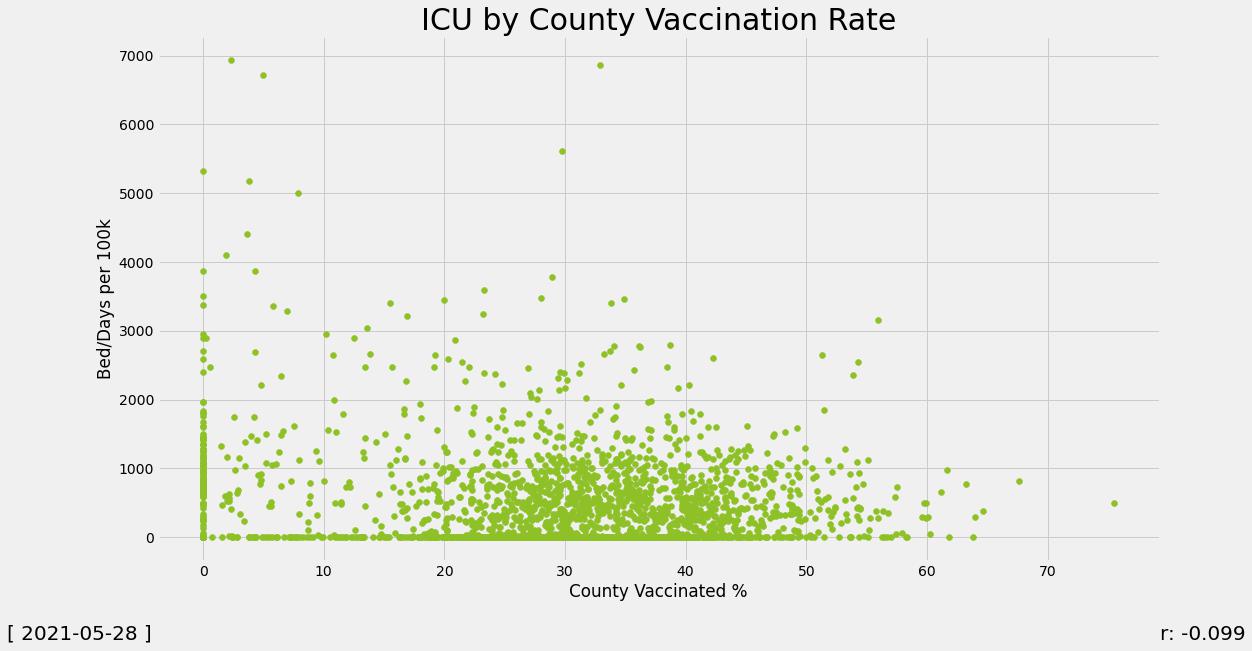 ICU by County Vaccination Rate
7000
6000
5000
4000
3000
2000
1000
0
Bed/Days per 100k
0 10 20 30 40 50 60 70
County Vaccinated %
[ 2021-05-28 ]
r: -0.099